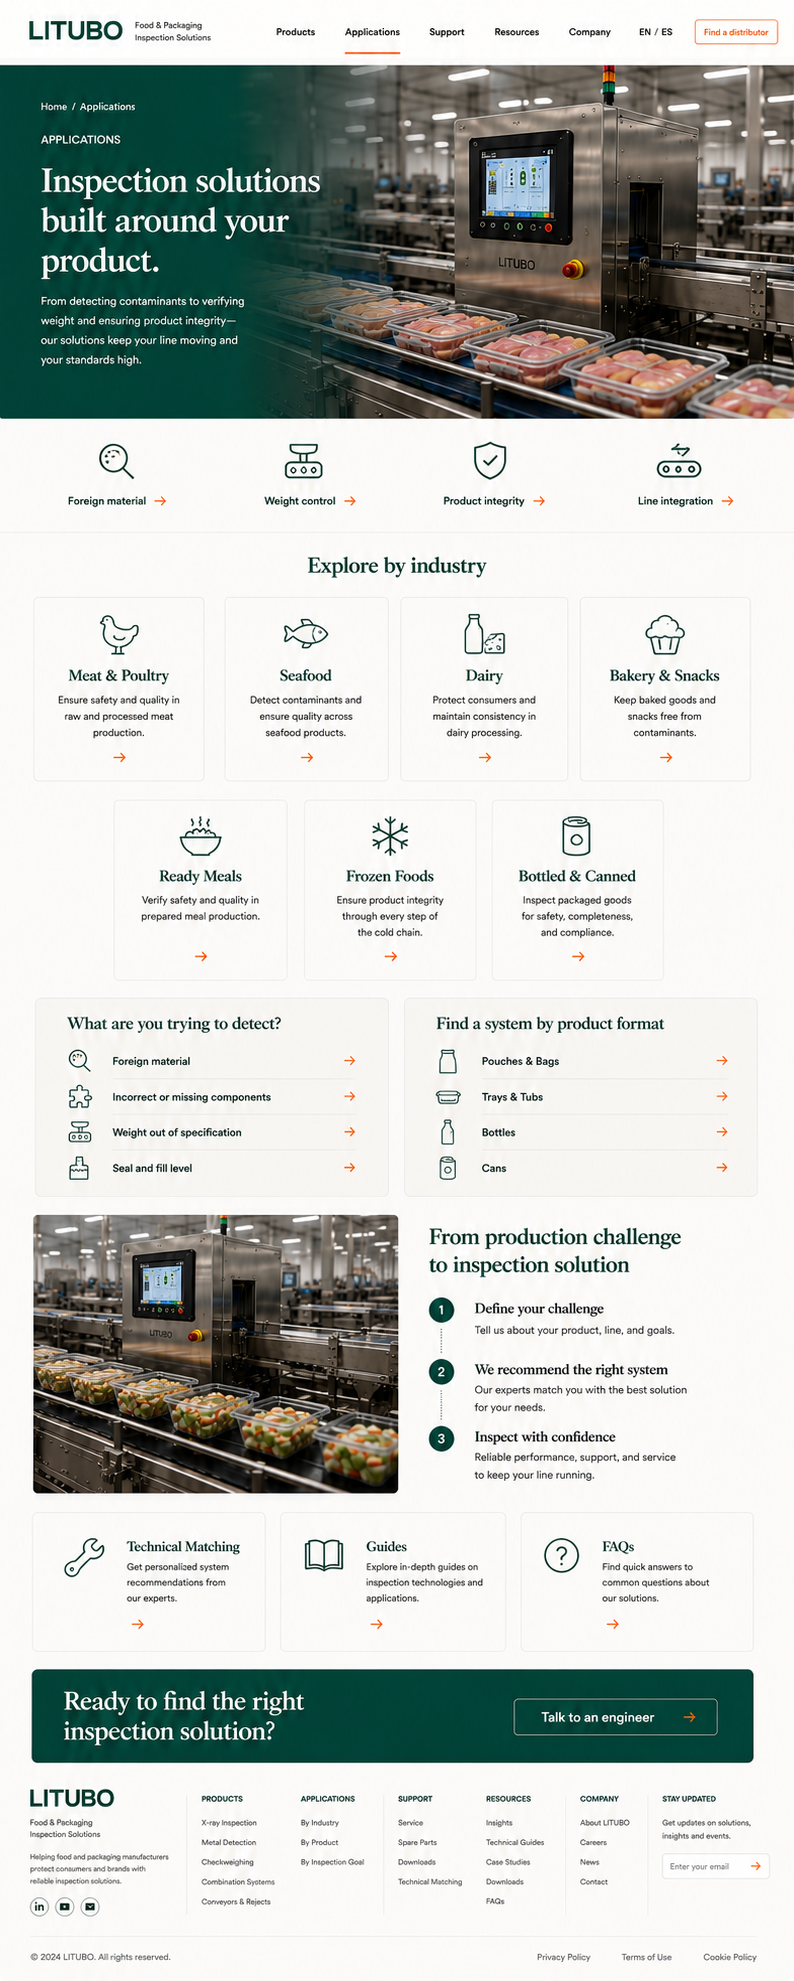 LITUBO
Food & Packaging
Inspection Solutions
Products
Applications
Support
Resources
Company
EN / ES
Find a distributor
Home / Applications
APPLICATIONS
Inspection solutions
built around your
product.
From detecting contaminants to verifying
weight and ensuring product integrity—
our solutions keep your line moving and
your standards high.
LITUBO
Foreign material
Weight control
Product integrity
Line integration
Explore by industry
Meat & Poultry
Ensure safety and quality in
raw and processed meat
production.
Seafood
Detect contaminants and
ensure quality across
seafood products.
Dairy
Protect consumers and
maintain consistency in
dairy processing.
Bakery & Snacks
Keep baked goods and
snacks free from
contaminants.
Ready Meals
Verify safety and quality in
prepared meal production.
Frozen Foods
Ensure product integrity
through every step of
the cold chain.
Bottled & Canned
Inspect packaged goods
for safety, completeness,
and compliance.
What are you trying to detect?
Foreign material
Incorrect or missing components
Weight out of specification
Seal and fill level
Find a system by product format
Pouches & Bags
Trays & Tubs
Bottles
Cans
LITUBO
From production challenge
to inspection solution
1
Define your challenge
Tell us about your product, line, and goals.
2
We recommend the right system
Our experts match you with the best solution
for your needs.
3
Inspect with confidence
Reliable performance, support, and service
to keep your line running.
Technical Matching
Get personalized system
recommendations from
our experts.
Guides
Explore in-depth guides on
inspection technologies and
applications.
FAQs
Find quick answers to
common questions about
our solutions.
Ready to find the right
inspection solution?
Talk to an engineer
LITUBO
Food & Packaging
Inspection Solutions
Helping food and packaging manufacturers
protect consumers and brands with
reliable inspection solutions.
in
PRODUCTS
X-ray Inspection
Metal Detection
Checkweighing
Combination Systems
Conveyors & Rejects
APPLICATIONS
By Industry
By Product
By Inspection Goal
SUPPORT
Service
Spare Parts
Downloads
Technical Matching
RESOURCES
Insights
Technical Guides
Case Studies
Downloads
FAQs
COMPANY
About LITUBO
Careers
News
Contact
STAY UPDATED
Get updates on solutions,
insights and events.
Enter your email
© 2024 LITUBO. All rights reserved.
Privacy Policy
Terms of Use
Cookie Policy